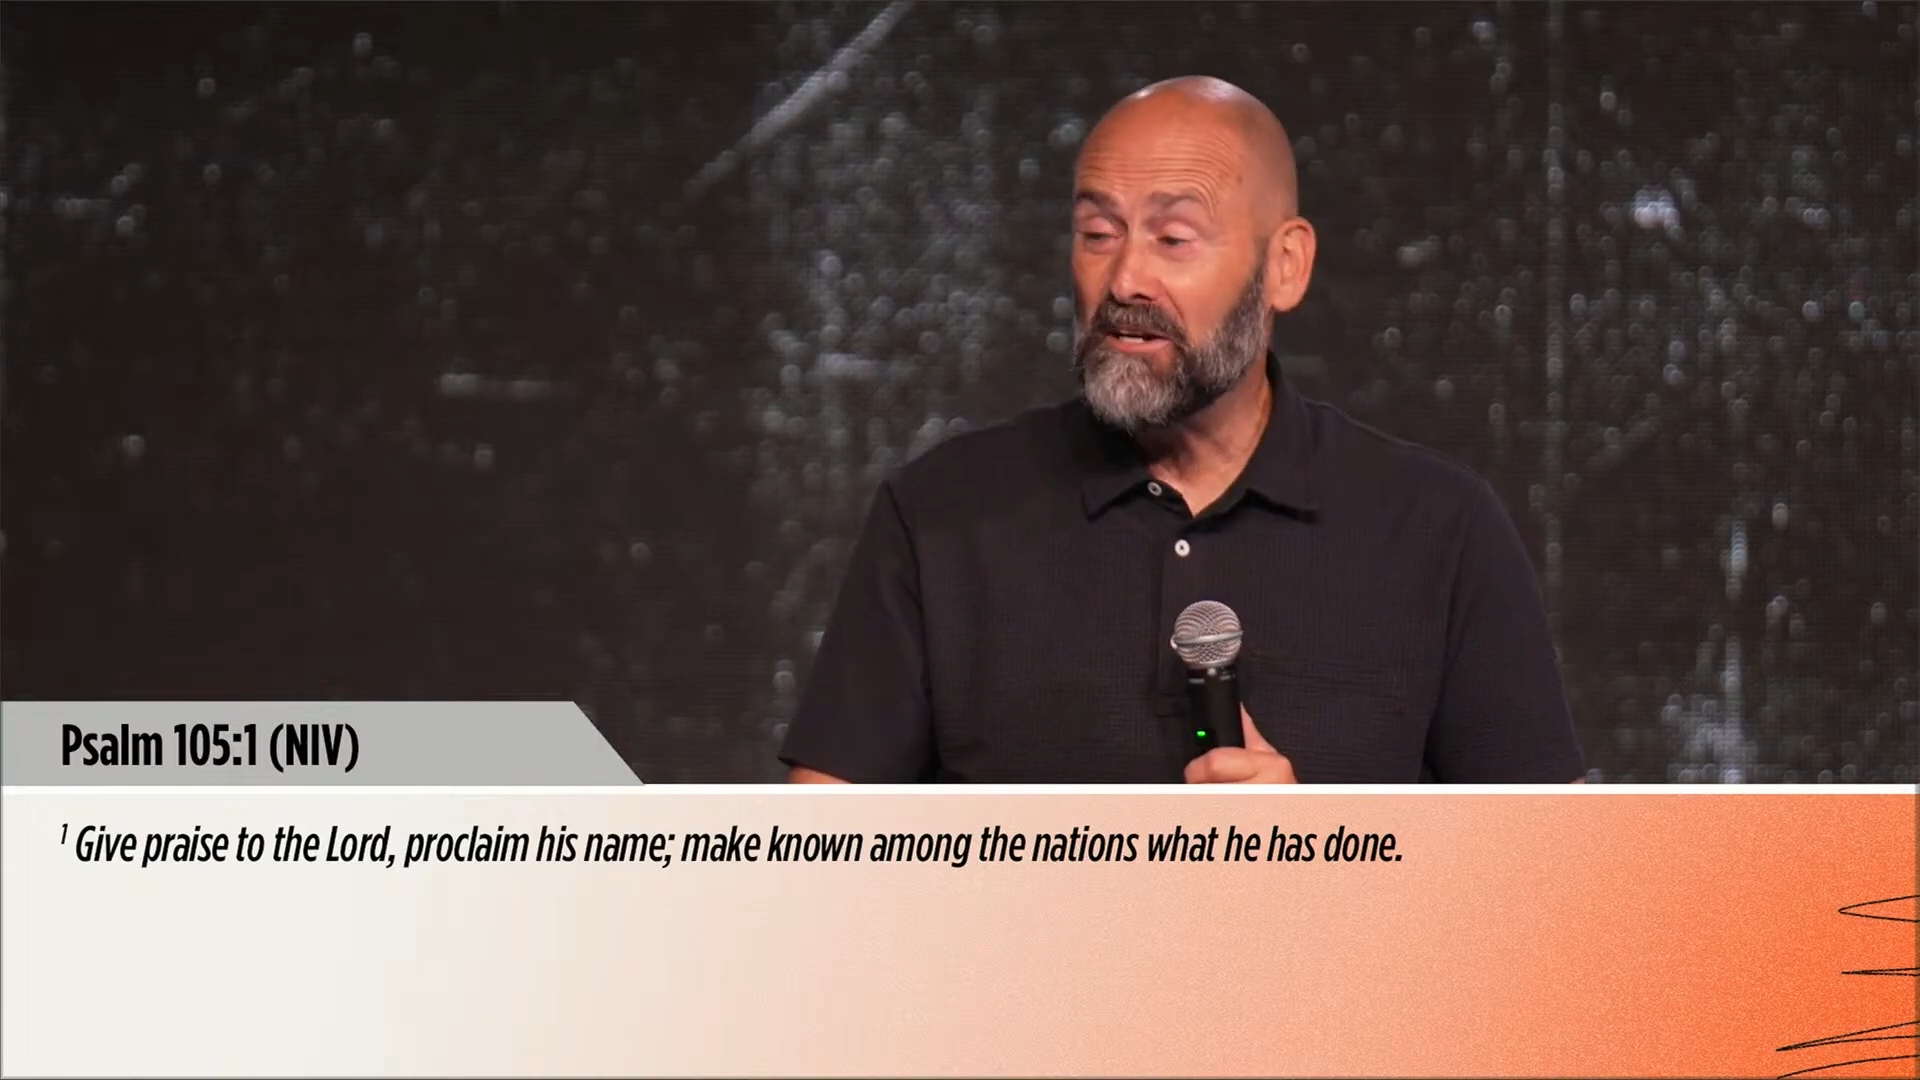 Psalm 105:1 (NIV)
1 Give praise to the Lord, proclaim his name; make known among the nations what he has done.